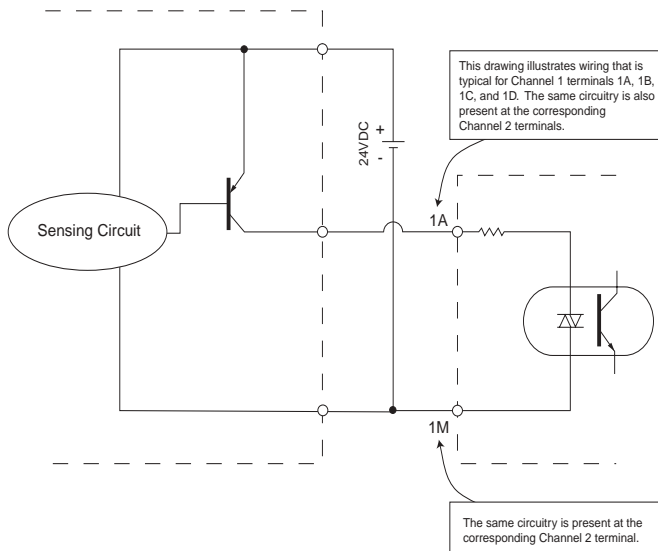 This drawing illustrates wiring that is
typical for Channel 1 terminals 1A, 1B,
1C, and 1D. The same circuitry is also
present at the corresponding
Channel 2 terminals.
24VDC
+
-
1A
Sensing Circuit
1M
The same circuitry is present at the
corresponding Channel 2 terminal.